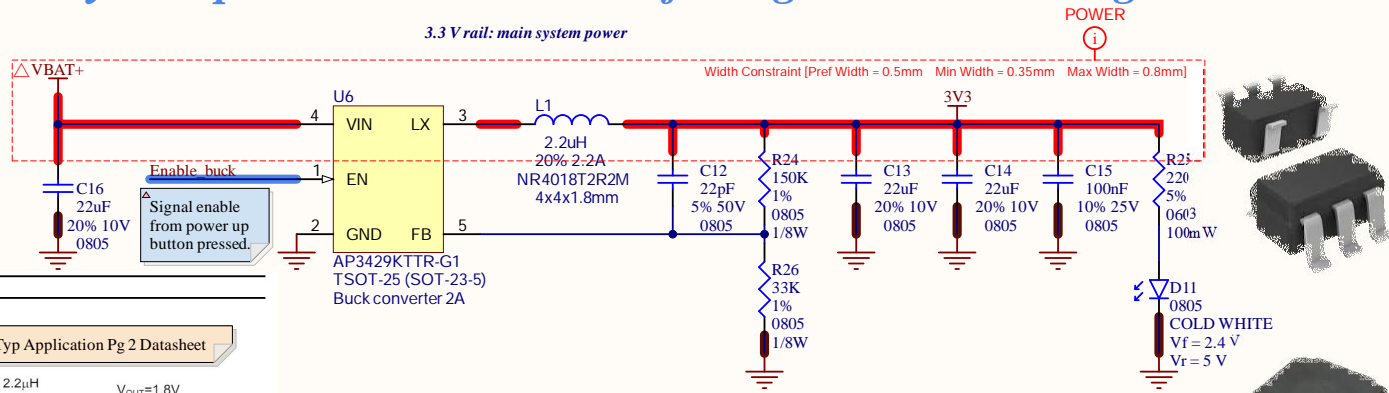 3.3 V rail: main system power
POWER
i
VBAT+
Width Constraint [Pref Width = 0.5mm Min Width = 0.35mm Max Width = 0.8mm]
U6
4 VIN LX 3
L1
2.2uH
20% 2.2A
NR4018T2R2M
4x4x1.8mm
3V3
Enable_buck
1 EN
2 GND FB 5
AP3429KTTR-G1
TSOT-25 (SOT-23-5)
Buck converter 2A
C16
22uF
20% 10V
0805
Signal enable
from power up
button pressed.
C12
22pF
5% 50V
0805
R24
150K
1%
0805
1/8W
C13
22uF
20% 10V
0805
C14
22uF
20% 10V
0805
C15
100nF
10% 25V
0805
220
5%
0603
100mW
R26
33K
1%
0805
1/8W
D11
0805
COLD WHITE
Vf = 2.4 V
Vr = 5 V
Typ Application Pg 2 Datasheet
2.2μH
VOUT=1.8V